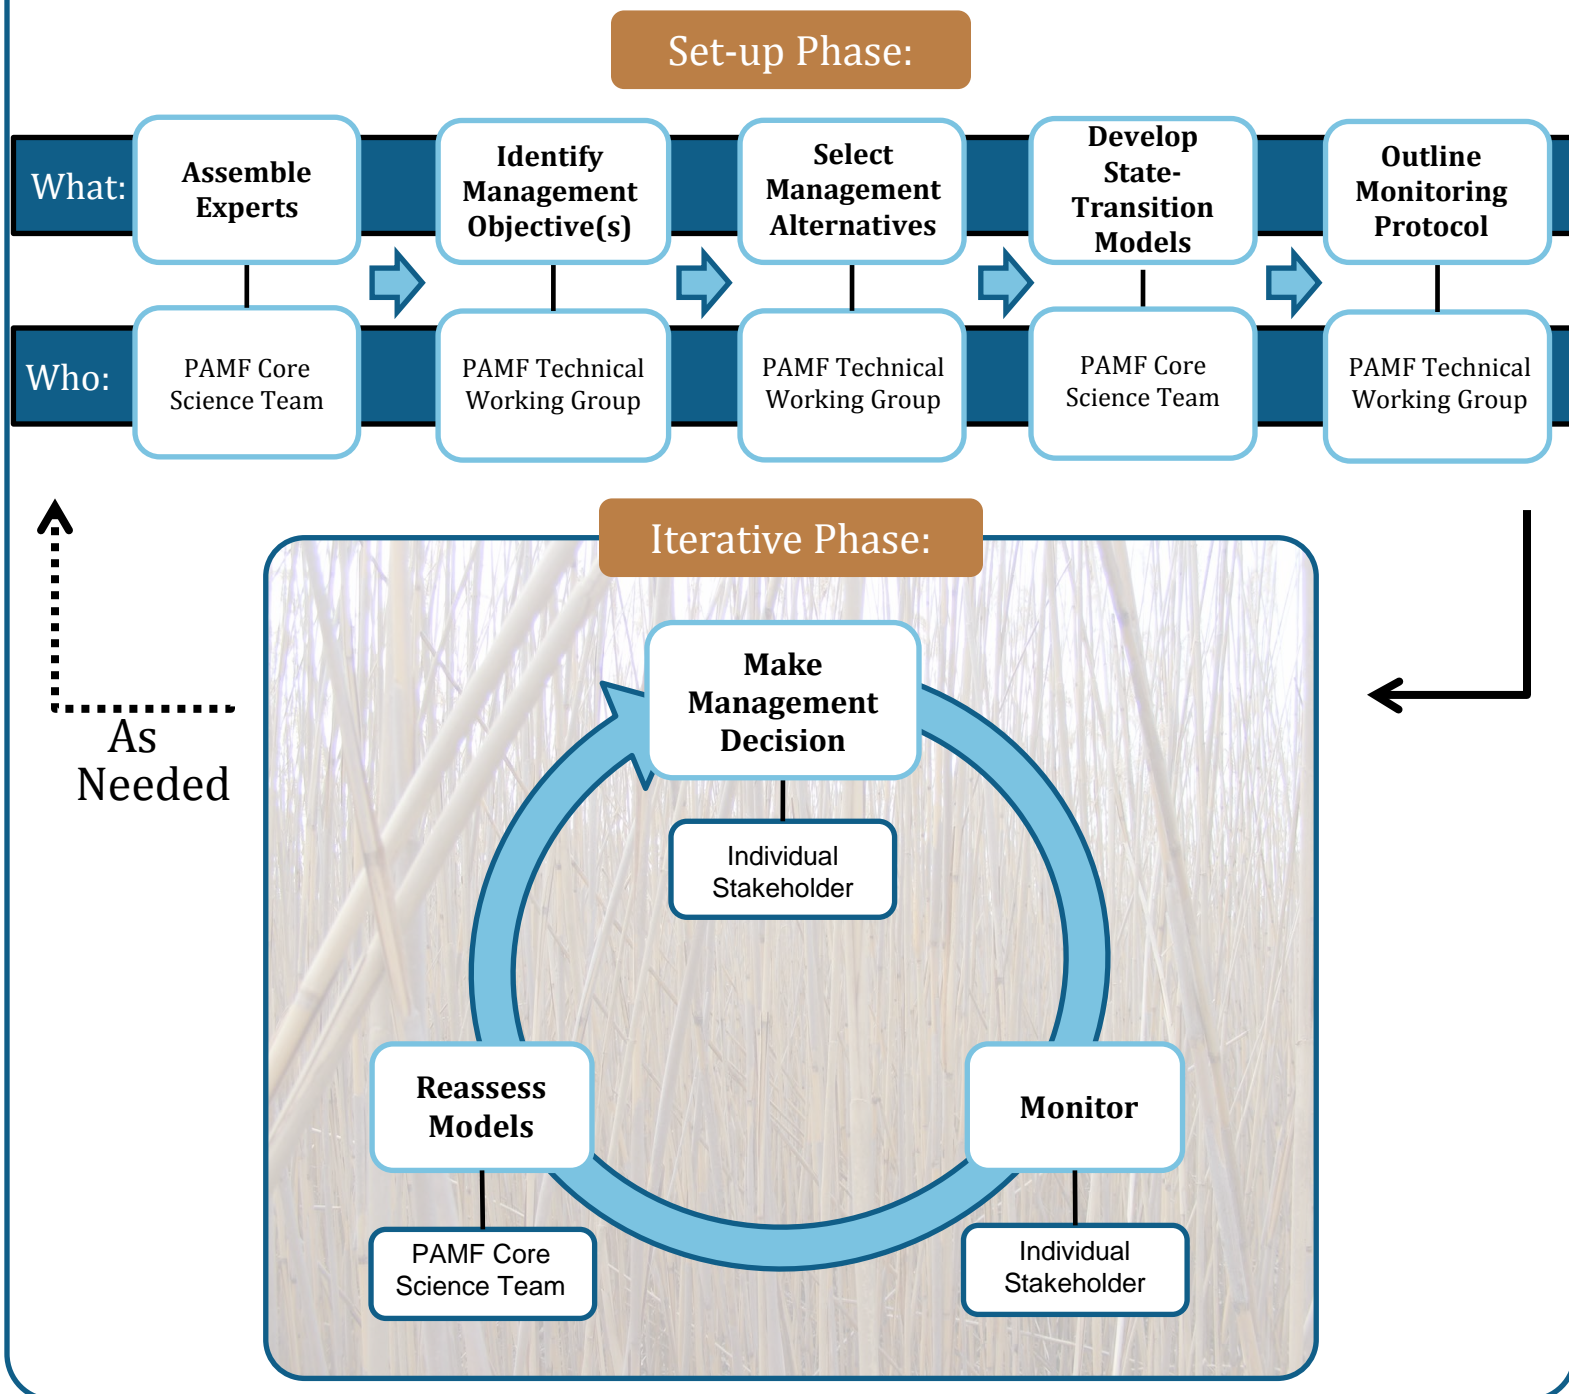 Set-up Phase:
What:
Assemble
Experts
Identify
Management
Objective(s)
Select
Management
Alternatives
Develop
State-
Transition
Models
Outline
Monitoring
Protocol
Who:
PAMF Core
Science Team
PAMF Technical
Working Group
PAMF Technical
Working Group
PAMF Core
Science Team
PAMF Technical
Working Group
Iterative Phase:
As
Needed
Make
Management
Decision
Individual
Stakeholder
Reassess
Models
Monitor
PAMF Core
Science Team
Individual
Stakeholder